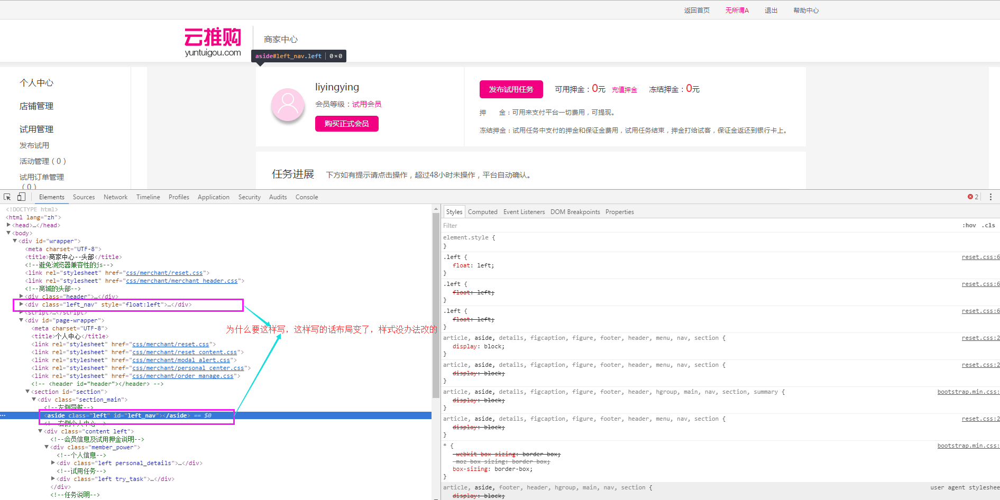 返回首页 无所谓A 退出 帮助中心
云推购
yuntuigou.com
商家中心
aside#left_nav.left | 0×0
个人中心
店铺管理
试用管理
发布试用
活动管理（0）
试用订单管理
（0）
liyingying
会员等级：试用会员
购买正式会员
发布试用任务 可用押金：0元 充值押金 冻结押金：0元
押 金：可用来支付平台一切费用，可提现。
冻结押金：试用任务中支付的押金和保证金费用，试用任务结束，押金打给试客，保证金返还到银行卡上。
任务进展 下方如有提示请点击操作，超过48小时未操作，平台自动确认。
Elements Sources Network Timeline Profiles Application Security Audits Console 2
<!DOCTYPE html>
<html lang="zh">
<head>…</head>
<body>
<div id="wrapper">
<meta charset="UTF-8">
<title>商家中心--头部</title>
<!--避免浏览器兼容性的js-->
<link rel="stylesheet" href="css/merchant/reset.css">
<link rel="stylesheet" href="css/merchant/merchant_header.css">
<!--商城的头部-->
<div class="header">…</div>
<div class="left_nav" style="float:left">…</div>
<script>…</script>
<div id="page-wrapper">
<meta charset="UTF-8">
<title>个人中心</title>
<link rel="stylesheet" href="css/merchant/reset.css">
<link rel="stylesheet" href="css/merchant/reset_content.css">
<link rel="stylesheet" href="css/merchant/modal_alert.css">
<link rel="stylesheet" href="css/merchant/personal_center.css">
<link rel="stylesheet" href="css/merchant/order_manage.css">
<!-- <header id="header"></header> -->
<section id="section">
<div class="section_main">
<!--左侧导航-->
<aside class="left" id="left_nav"></aside> == $0
<!--右侧个人中心-->
<div class="content left">
<!--会员信息及试用押金说明-->
<div class="member_power">
<!--个人信息-->
<div class="left personal_details">…</div>
<!--试用任务-->
<div class="left try_task">…</div>
</div>
<!--任务说明-->
为什么要这样写，这样写的话布局变了，样式没办法改的
Styles Computed Event Listeners DOM Breakpoints Properties
Filter :hov .cls
element.style {
}
.left { reset.css:6
float: left;
}
.left { reset.css:6
float: left;
}
.left { reset.css:6
float: left;
}
article, aside, details, figcaption, figure, footer, header, menu, nav, section { reset.css:2
display: block;
}
article, aside, details, figcaption, figure, footer, header, menu, nav, section { reset.css:2
display: block;
}
article, aside, details, figcaption, figure, footer, header, hgroup, main, nav, section, summary { bootstrap.min.css:
display: block;
}
article, aside, details, figcaption, figure, footer, header, menu, nav, section { reset.css:2
display: block;
}
* { bootstrap.min.css:
-webkit-box-sizing: border-box;
-moz-box-sizing: border-box;
box-sizing: border-box;
}
article, aside, footer, header, hgroup, main, nav, section { user agent styleshee
display: block;